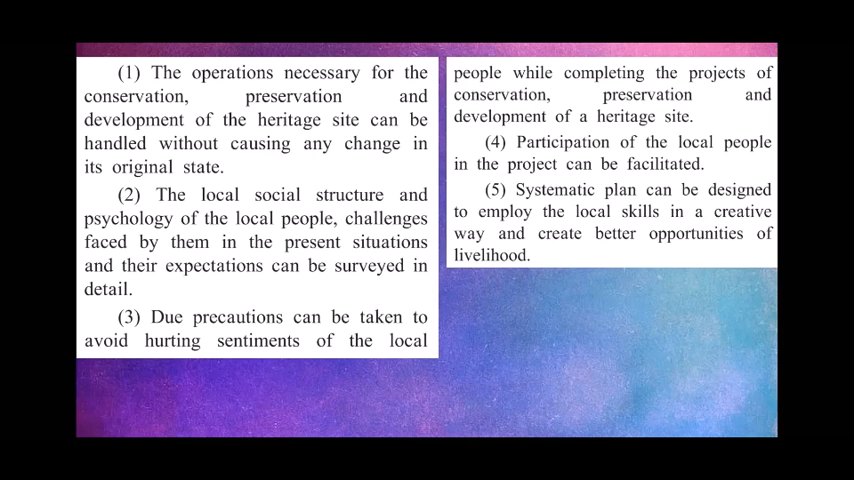 (1) The operations necessary for the
conservation, preservation and
development of the heritage site can be
handled without causing any change in
its original state.
(2) The local social structure and
psychology of the local people, challenges
faced by them in the present situations
and their expectations can be surveyed in
detail.
(3) Due precautions can be taken to
avoid hurting sentiments of the local
people while completing the projects of
conservation, preservation and
development of a heritage site.
(4) Participation of the local people
in the project can be facilitated.
(5) Systematic plan can be designed
to employ the local skills in a creative
way and create better opportunities of
livelihood.